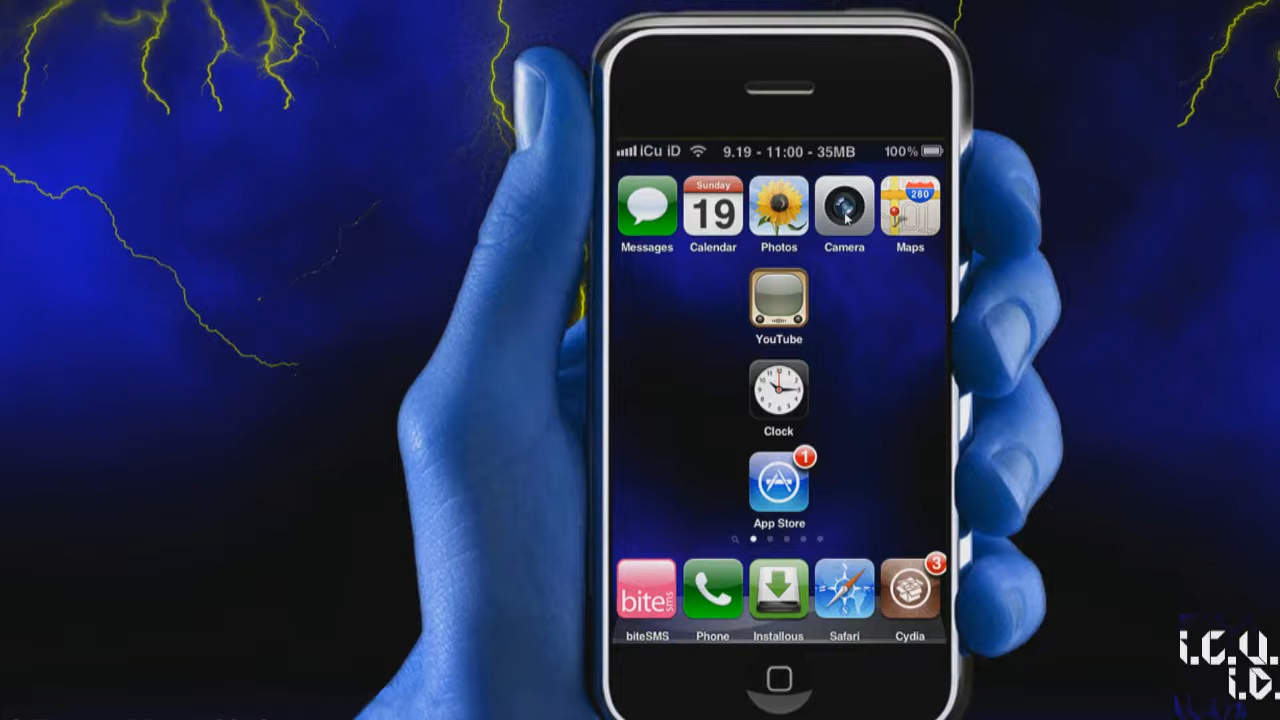 iCu iD 9.19 - 11:00 - 35MB 100%
Sunday
19
280
Messages Calendar Photos Camera Maps
YouTube
Clock
1
App Store
3
bite sms
biteSMS Phone Installous Safari Cydia
i.C.U.
i.D.